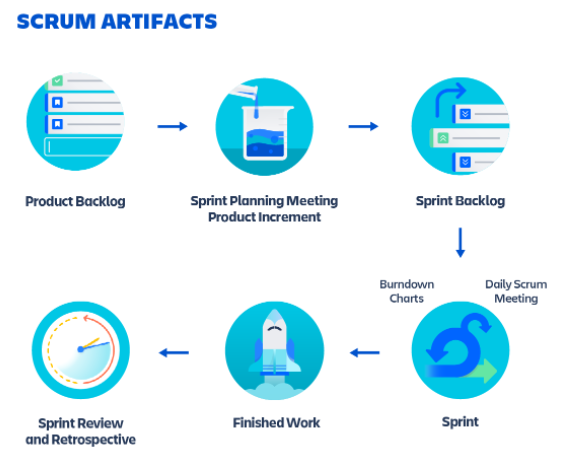 SCRUM ARTIFACTS
Product Backlog
Sprint Planning Meeting
Product Increment
Sprint Backlog
Burndown
Charts
Daily Scrum
Meeting
Sprint
Finished Work
Sprint Review
and Retrospective